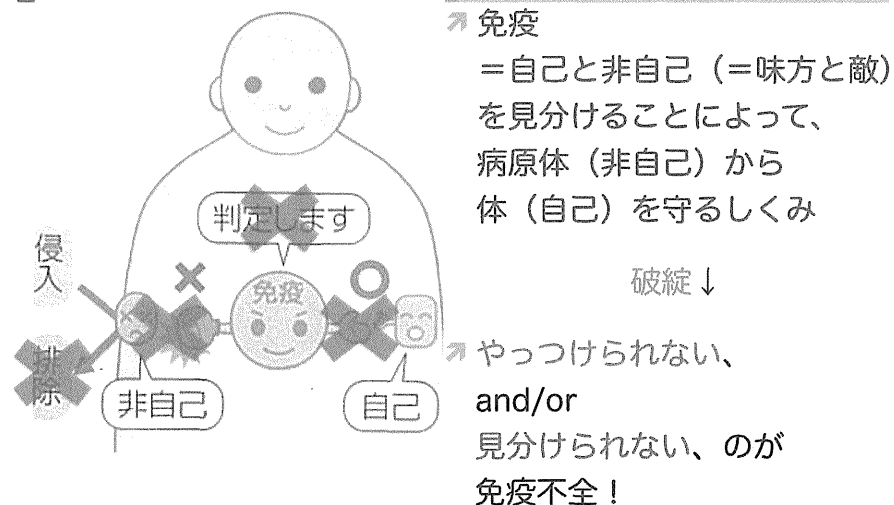 免疫
＝自己と非自己（＝味方と敵）
を見分けることによって、
病原体（非自己）から
体（自己）を守るしくみ
破綻↓
やっつけられない、
and/or
見分けられない、のが
免疫不全！
判定します
侵入
免疫
排除
非自己
自己